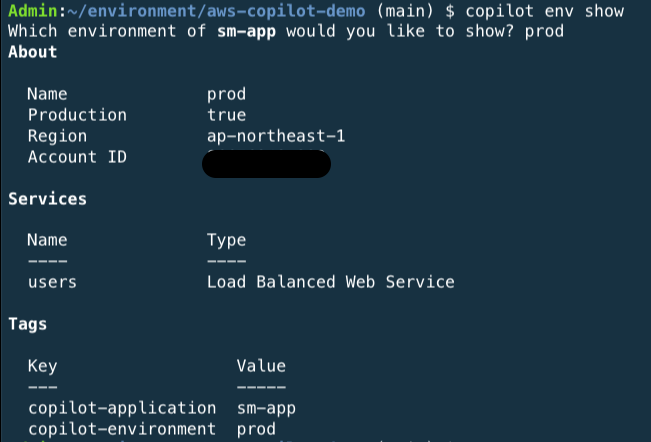 Admin:~/environment/aws-copilot-demo (main) $ copilot env show
Which environment of sm-app would you like to show? prod
About
Name prod
Production true
Region ap-northeast-1
Account ID
Services
Name Type
---- ----
users Load Balanced Web Service
Tags
Key Value
--- -----
copilot-application sm-app
copilot-environment prod